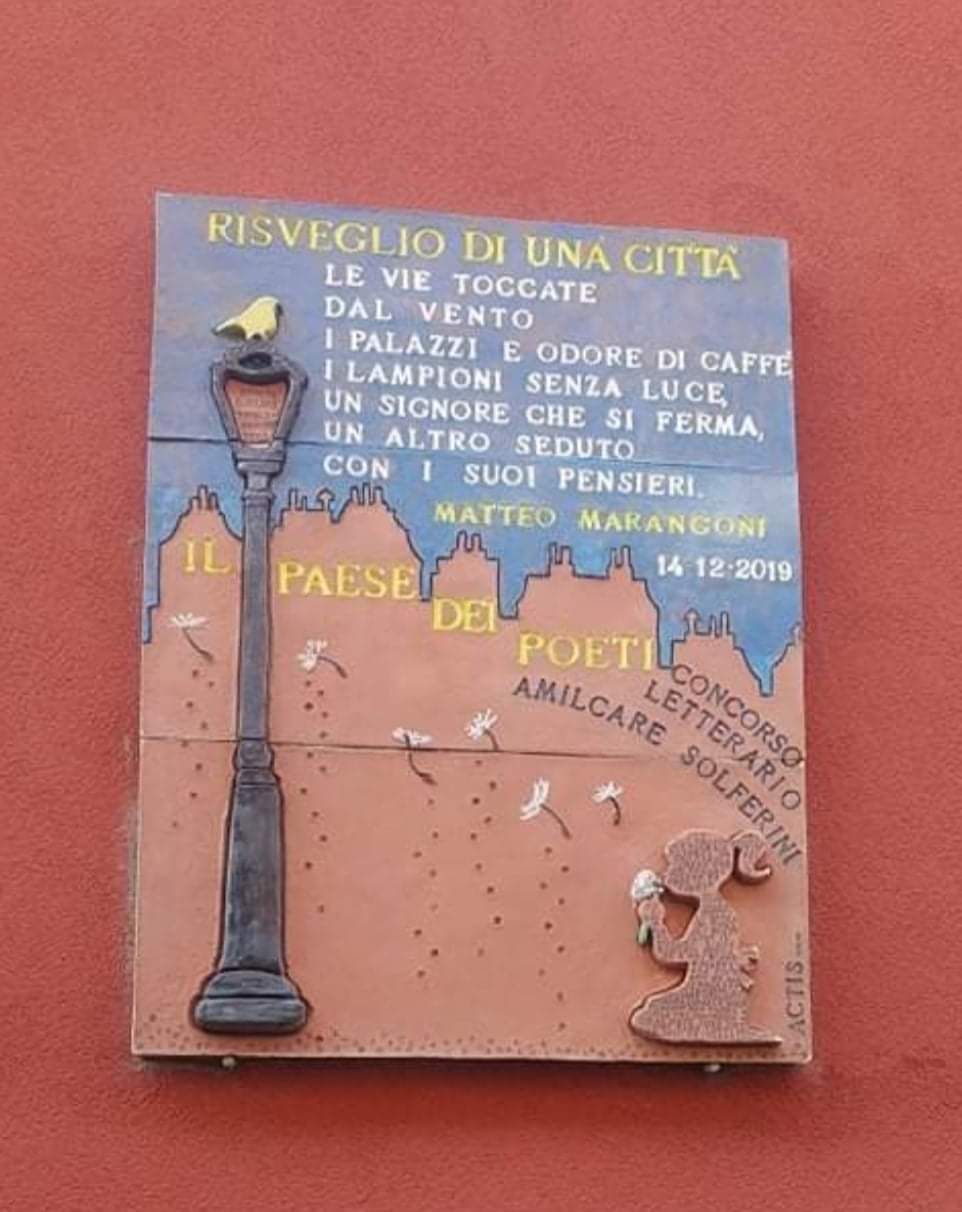 RISVEGLIO DI UNA CITTÀ
LE VIE TOCCATE
DAL VENTO
I PALAZZI E ODORE DI CAFFÈ
I LAMPIONI SENZA LUCE,
UN SIGNORE CHE SI FERMA,
UN ALTRO SEDUTO
CON I SUOI PENSIERI.
MATTEO MARANGONI
14·12·2019
IL PAESE DEI POETI
CONCORSO
LETTERARIO
AMILCARE SOLFERINI
ACTIS